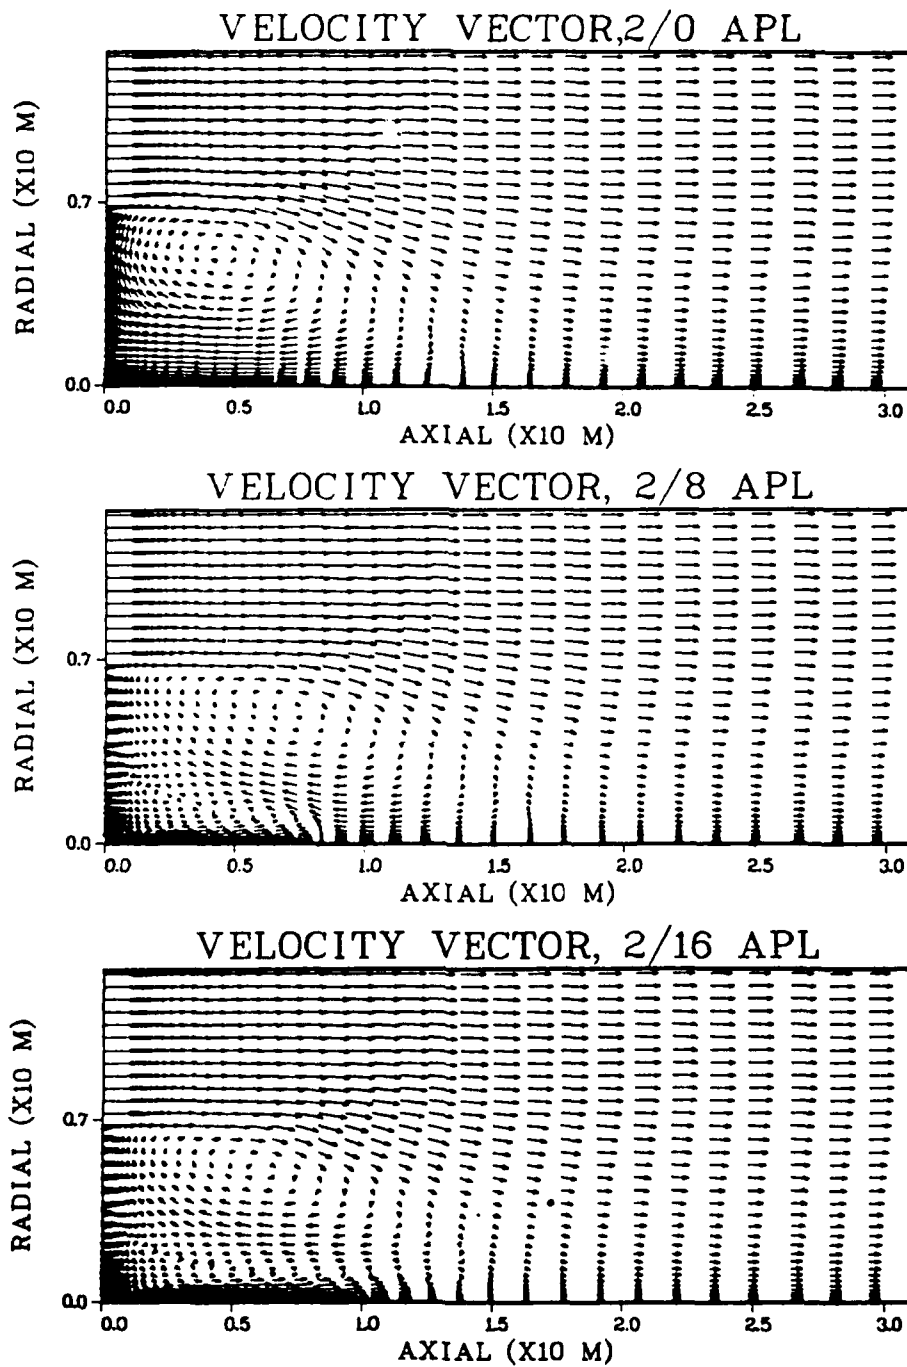 VELOCITY VECTOR,2/0 APL
RADIAL (X10 M)
0.7
0.0
0.0 0.5 1.0 1.5 2.0 2.5 3.0
AXIAL (X10 M)
VELOCITY VECTOR, 2/8 APL
RADIAL (X10 M)
0.7
0.0
0.0 0.5 1.0 1.5 2.0 2.5 3.0
AXIAL (X10 M)
VELOCITY VECTOR, 2/16 APL
RADIAL (X10 M)
0.7
0.0
0.0 0.5 1.0 1.5 2.0 2.5 3.0
AXIAL (X10 M)